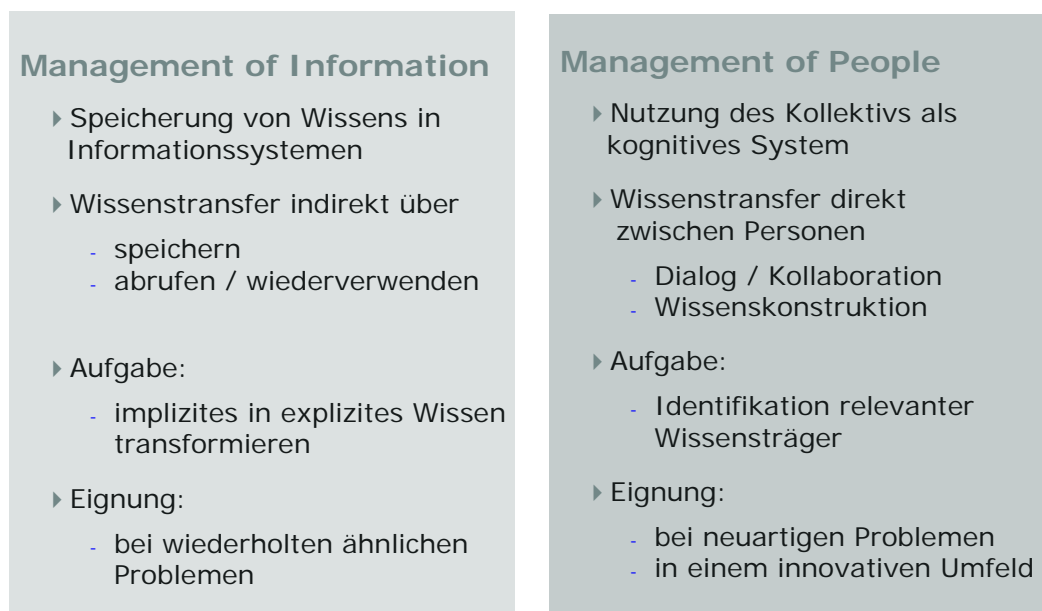 Management of Information
Speicherung von Wissens in
Informationssystemen
Wissenstransfer indirekt über
- speichern
- abrufen / wiederverwenden
Aufgabe:
- implizites in explizites Wissen
transformieren
Eignung:
- bei wiederholten ähnlichen
Problemen
Management of People
Nutzung des Kollektivs als
kognitives System
Wissenstransfer direkt
zwischen Personen
- Dialog / Kollaboration
- Wissenskonstruktion
Aufgabe:
- Identifikation relevanter
Wissensträger
Eignung:
- bei neuartigen Problemen
- in einem innovativen Umfeld